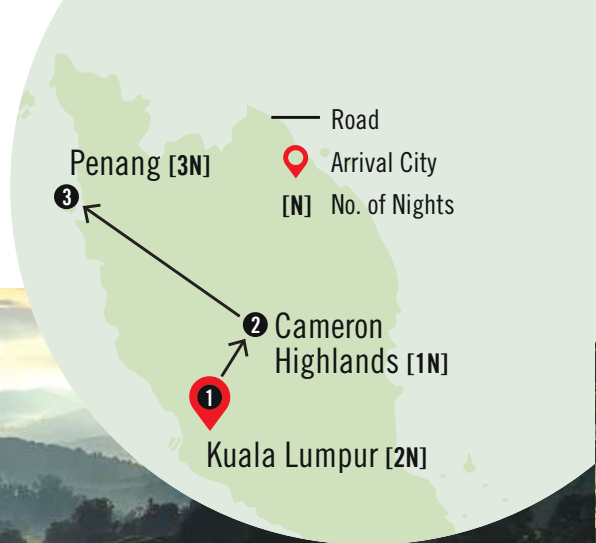 Road
Arrival City
[N] No. of Nights
Penang [3N]
3
2 Cameron
Highlands [1N]
1
Kuala Lumpur [2N]